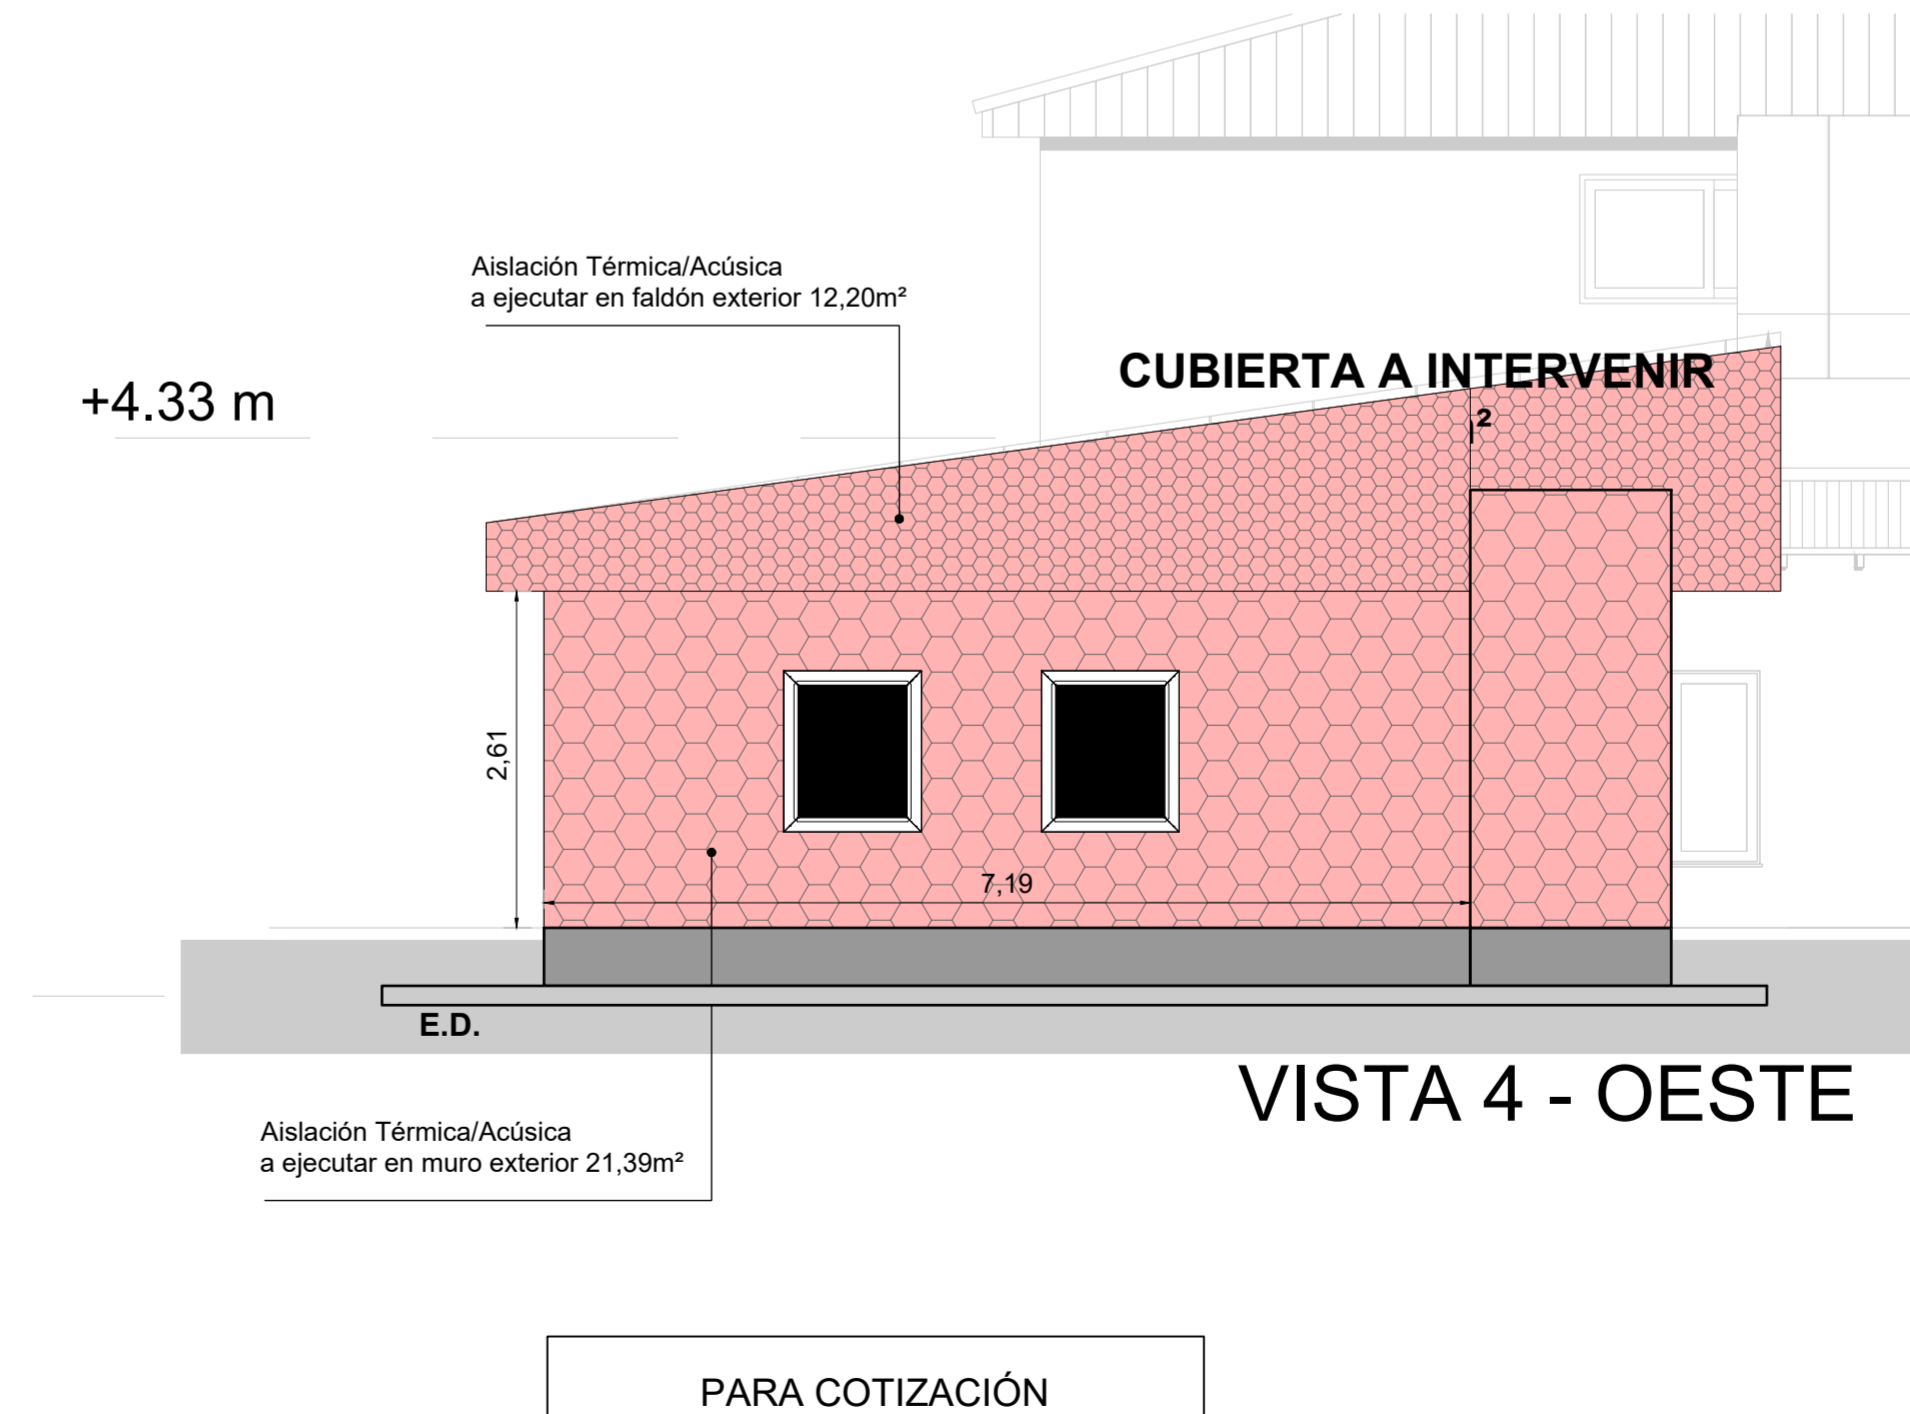 Aislación Térmica/Acúsica
a ejecutar en faldón exterior 12,20m²
CUBIERTA A INTERVENIR
+4.33 m
2
2,61
7,19
E.D.
VISTA 4 - OESTE
Aislación Térmica/Acúsica
a ejecutar en muro exterior 21,39m²
PARA COTIZACIÓN